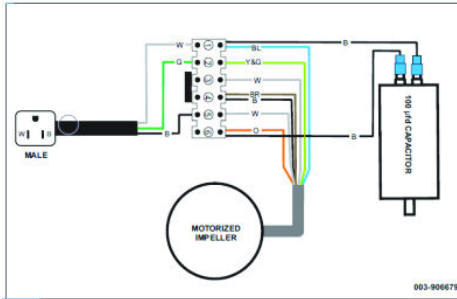 W
B
BL
B
G
Y&G
W
BR
B
W
B
W
O
B
W B
MALE
100 µfd CAPACITOR
MOTORIZED
IMPELLER
003-906679